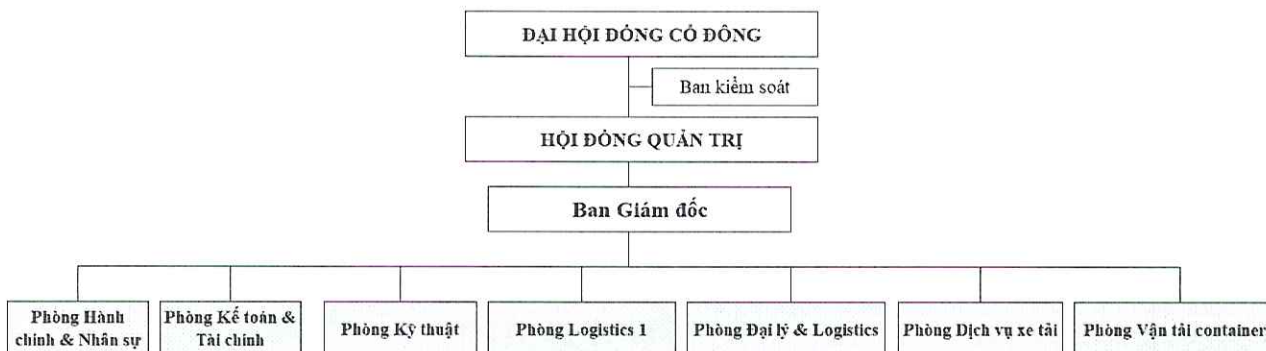 ĐẠI HỘI ĐỒNG CỔ ĐÔNG
Ban kiểm soát
HỘI ĐỒNG QUẢN TRỊ
Ban Giám đốc
Phòng Hành
chính & Nhân sự
Phòng Kế toán &
Tài chính
Phòng Kỹ thuật
Phòng Logistics 1
Phòng Đại lý & Logistics
Phòng Dịch vụ xe tải
Phòng Vận tải container